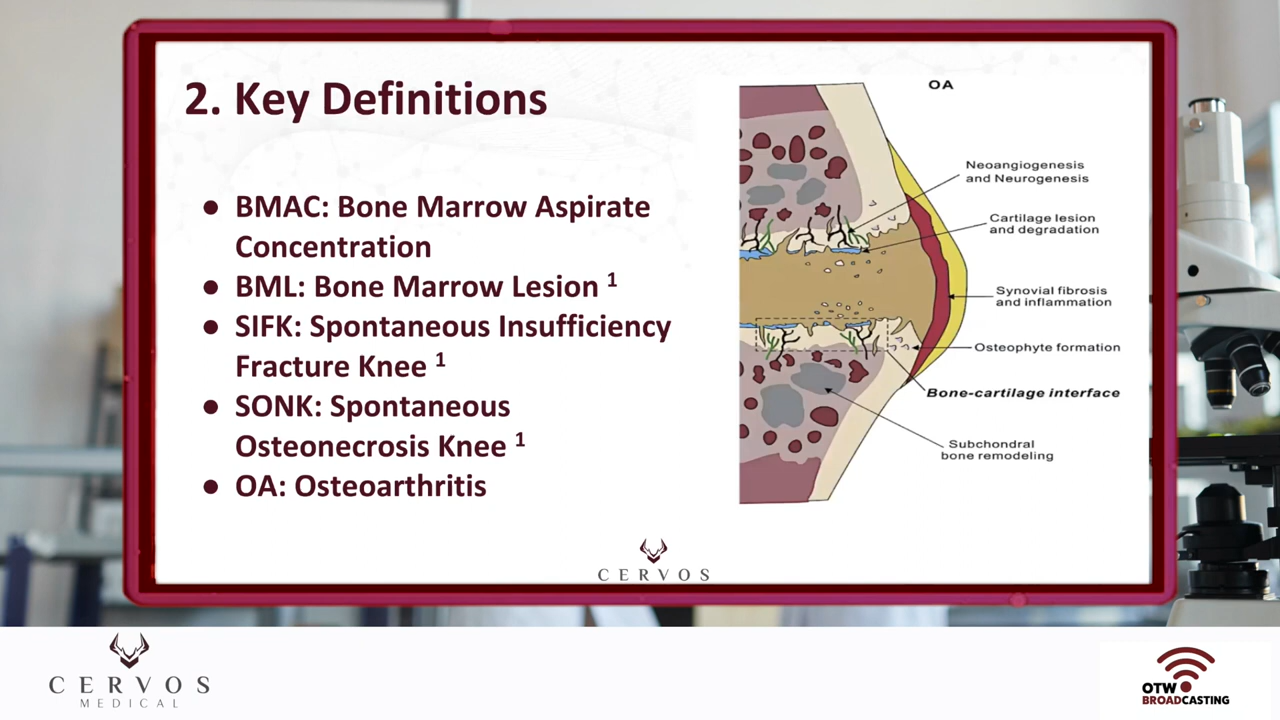 2. Key Definitions
● BMAC: Bone Marrow Aspirate
Concentration
● BML: Bone Marrow Lesion ¹
● SIFK: Spontaneous Insufficiency
Fracture Knee ¹
● SONK: Spontaneous
Osteonecrosis Knee ¹
● OA: Osteoarthritis
OA
Neoangiogenesis
and Neurogenesis
Cartilage lesion
and degradation
Synovial fibrosis
and inflammation
Osteophyte formation
Bone-cartilage interface
Subchondral
bone remodeling
CERVOS
CERVOS
MEDICAL
OTW
BROADCASTING